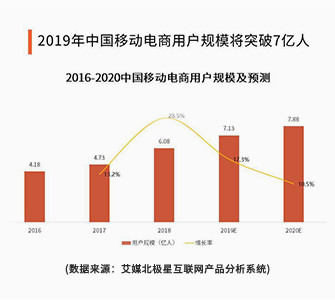 2019年中国移动电商用户规模将突破7亿人
2016-2020中国移动电商用户规模及预测
28.5%
7.88
7.13
6.08
4.73
4.18
17.3%
13.2%
10.5%
2016
2017
2018
2019E
2020E
用户规模（亿人）
增长率
(数据来源：艾媒北极星互联网产品分析系统)